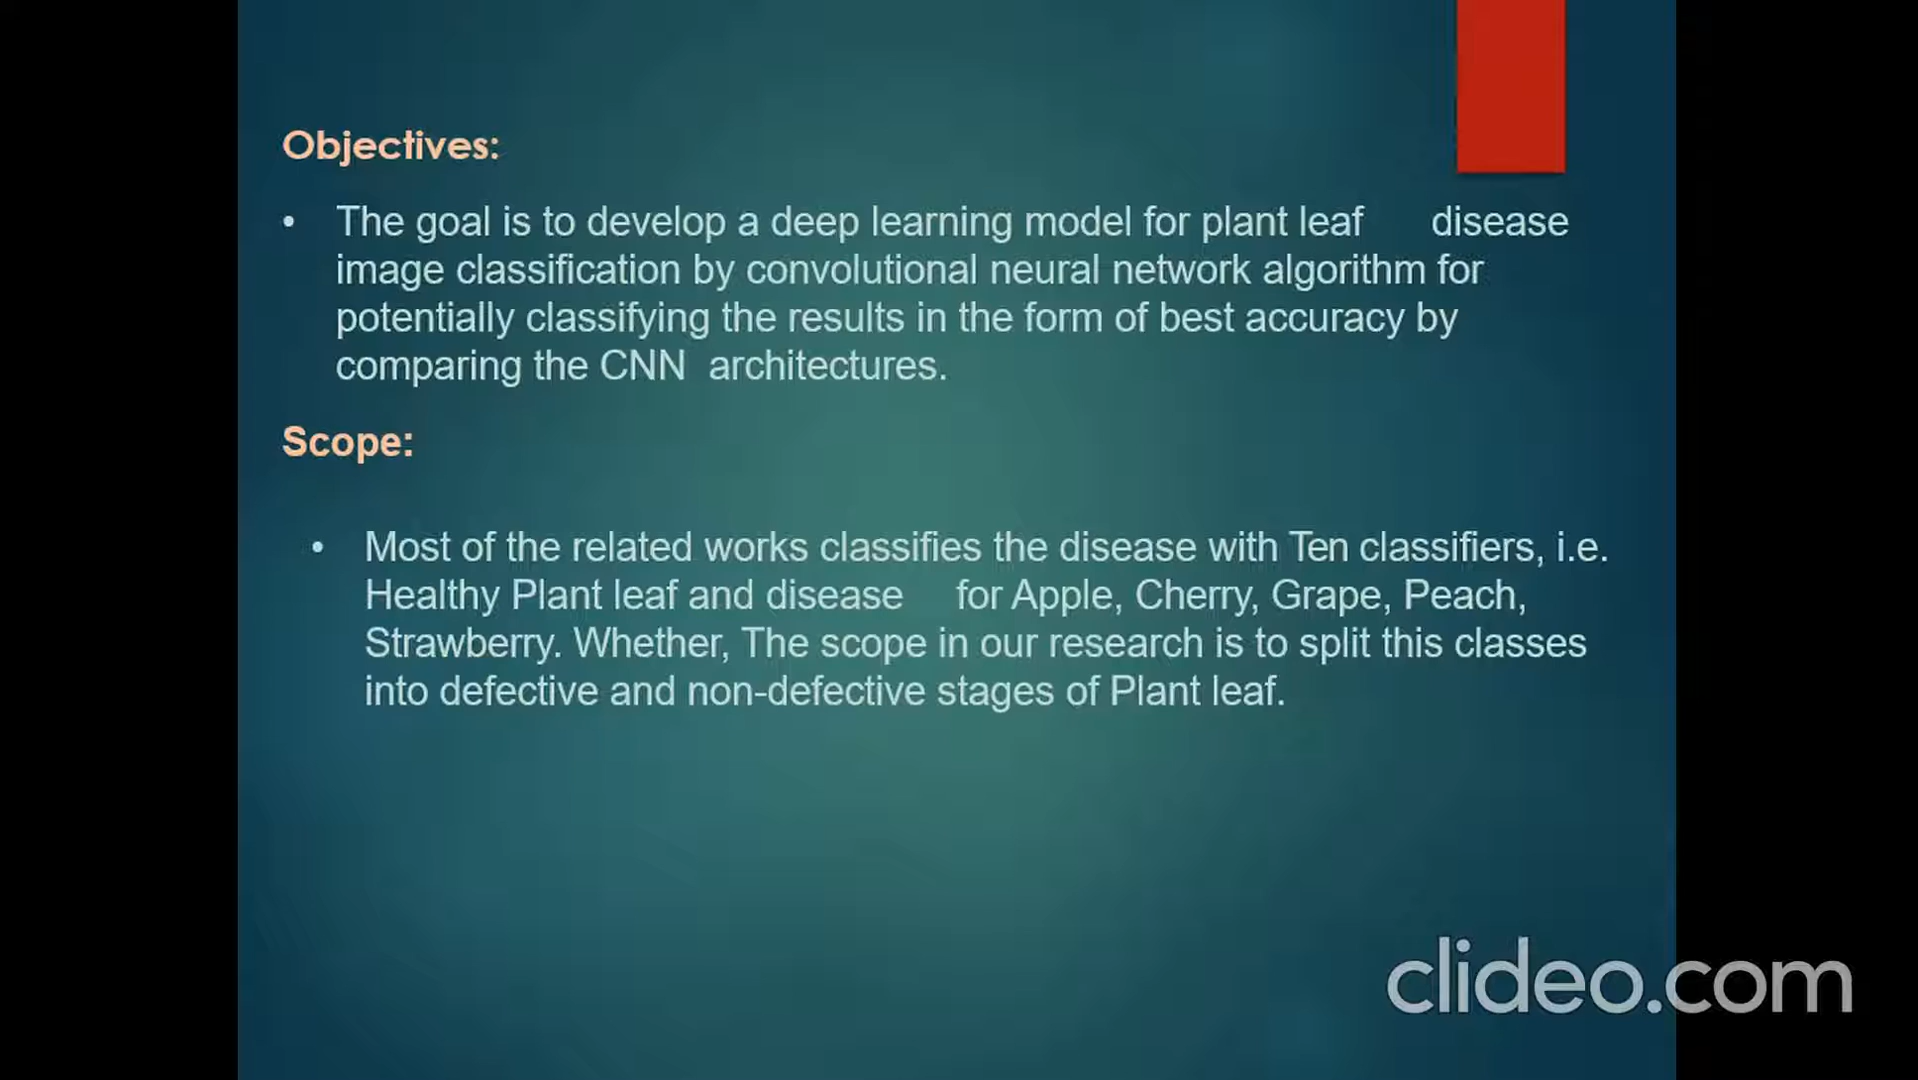 Objectives:
• The goal is to develop a deep learning model for plant leaf disease
image classification by convolutional neural network algorithm for
potentially classifying the results in the form of best accuracy by
comparing the CNN architectures.
Scope:
• Most of the related works classifies the disease with Ten classifiers, i.e.
Healthy Plant leaf and disease for Apple, Cherry, Grape, Peach,
Strawberry. Whether, The scope in our research is to split this classes
into defective and non-defective stages of Plant leaf.
clideo.com